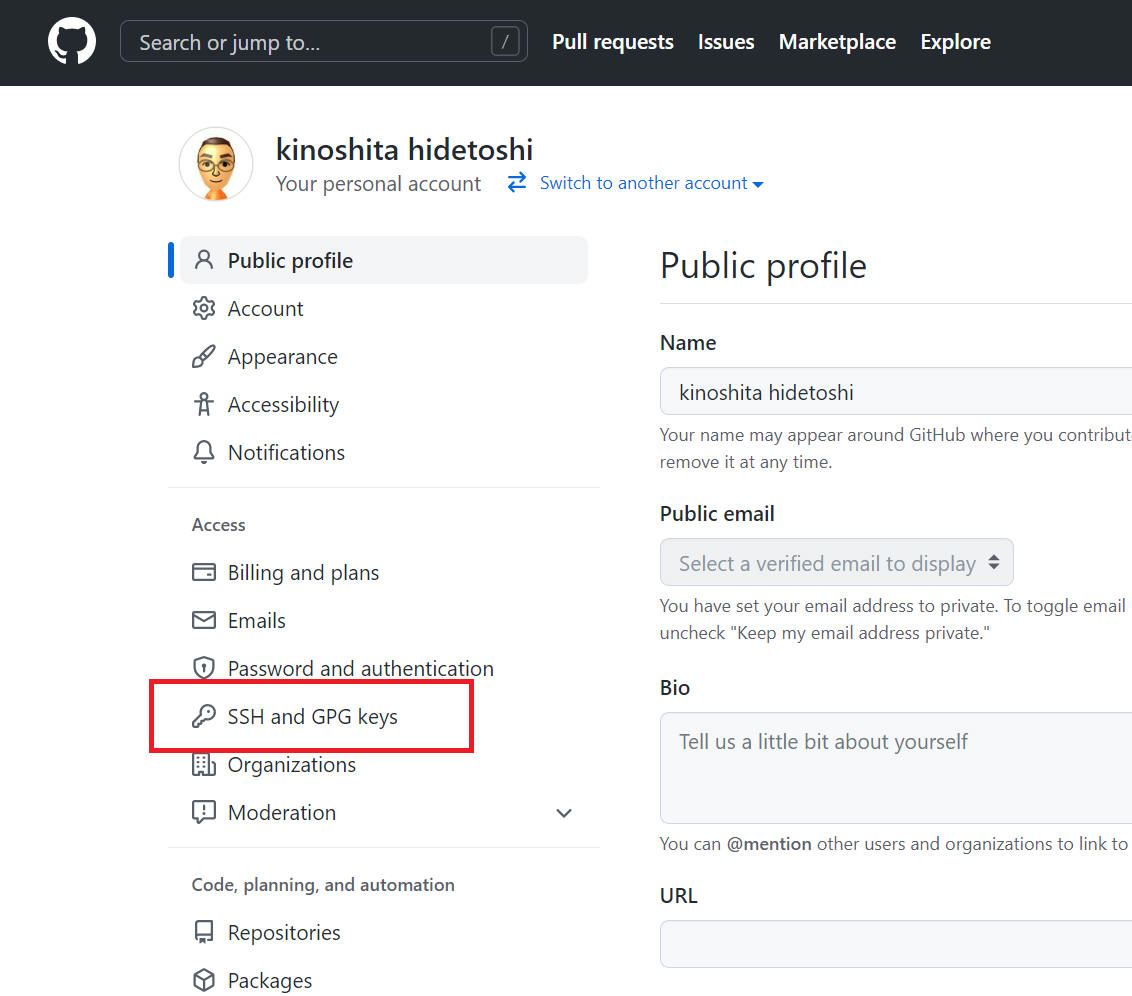 Search or jump to...
/
Pull requests
Issues
Marketplace
Explore
kinoshita hidetoshi
Your personal account
Switch to another account
Public profile
Account
Appearance
Accessibility
Notifications
Access
Billing and plans
Emails
Password and authentication
SSH and GPG keys
Organizations
Moderation
Code, planning, and automation
Repositories
Packages
Public profile
Name
kinoshita hidetoshi
Your name may appear around GitHub where you contribut
remove it at any time.
Public email
Select a verified email to display
You have set your email address to private. To toggle email
uncheck "Keep my email address private."
Bio
Tell us a little bit about yourself
You can @mention other users and organizations to link to
URL